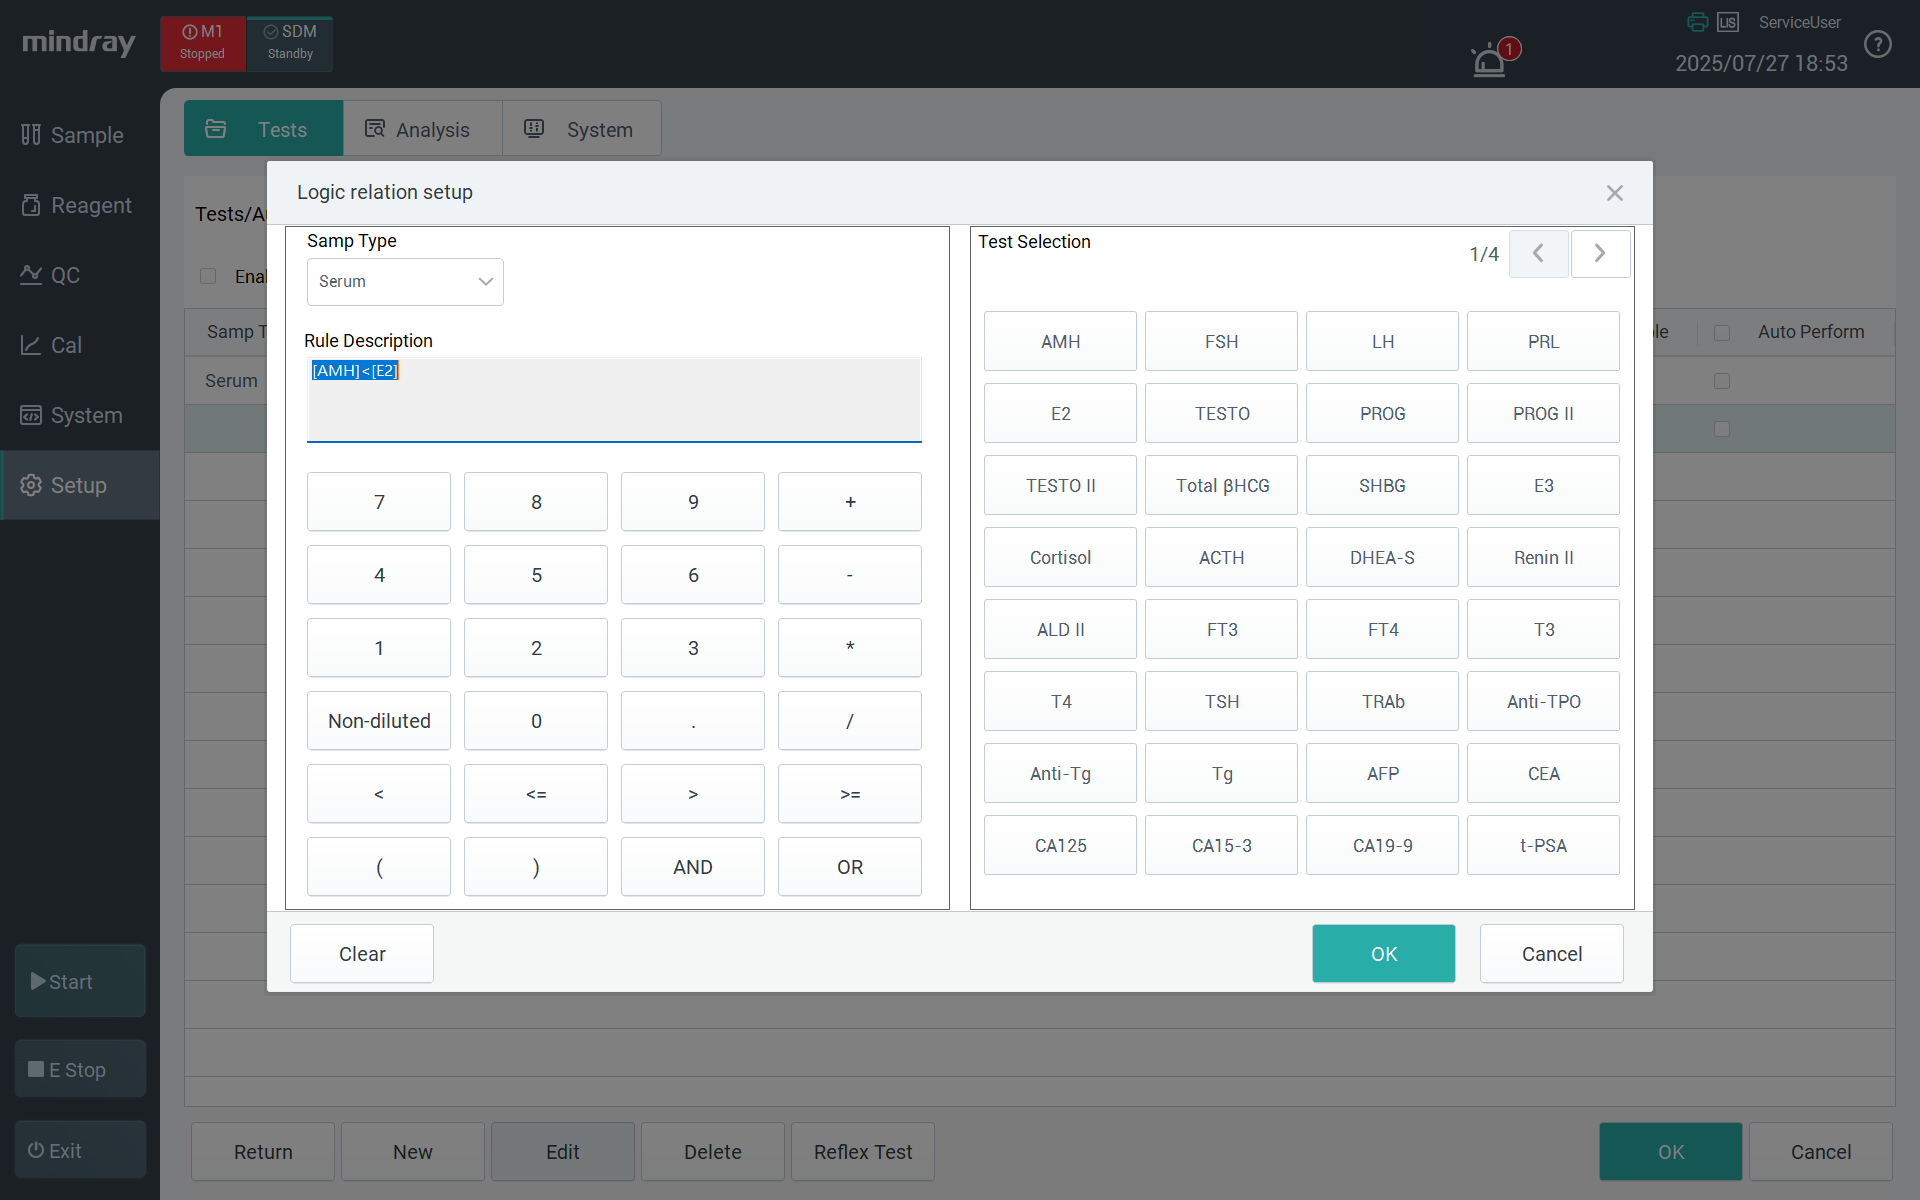 mindray
M1
Stopped
SDM
Standby
1
LIS
ServiceUser
2025/07/27 18:53
?
Sample
Reagent
QC
Cal
System
Setup
Start
E Stop
Exit
Tests
Analysis
System
Tests/A
Enal
Samp T
le
Auto Perform
Serum
Logic relation setup
Samp Type
Serum
Rule Description
[AMH]<[E2]
7 8 9 +
4 5 6 -
1 2 3 *
Non-diluted 0 . /
< <= > >=
( ) AND OR
Test Selection
1/4
AMH FSH LH PRL
E2 TESTO PROG PROG II
TESTO II Total βHCG SHBG E3
Cortisol ACTH DHEA-S Renin II
ALD II FT3 FT4 T3
T4 TSH TRAb Anti-TPO
Anti-Tg Tg AFP CEA
CA125 CA15-3 CA19-9 t-PSA
Clear
OK
Cancel
Return
New
Edit
Delete
Reflex Test
OK
Cancel